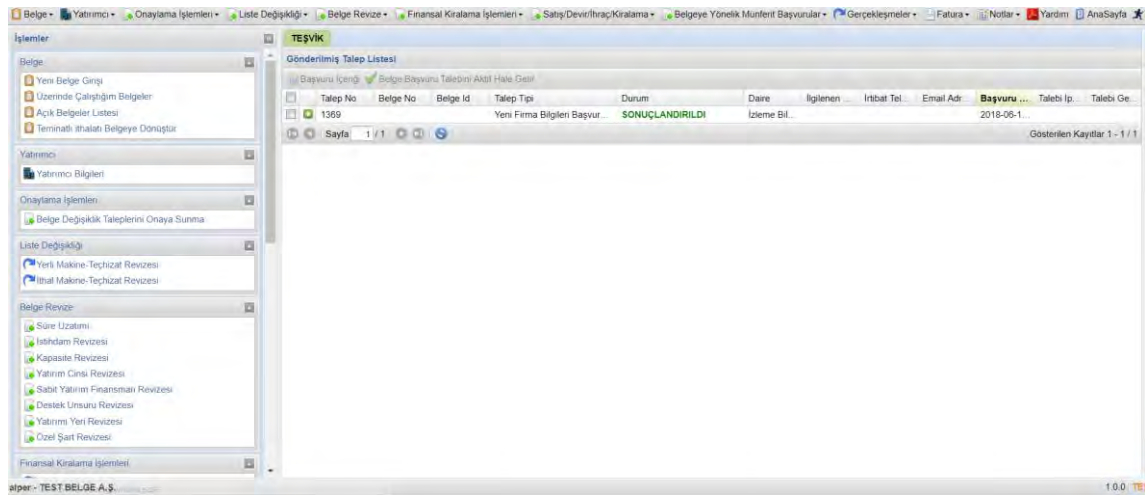 Belge Yatırımcı Onaylama İşlemleri Liste Değişikliği Belge Revize Finansal Kiralama İşlemleri Satış/Devir/İhraç/Kiralama Belgeye Yönelik Münferit Başvurular Gerçekleşmeler Fatura Notlar Yardım AnaSayfa
İşlemler
Belge
Yeni Belge Girişi
Üzerinde Çalıştığım Belgeler
Açık Belgeler Listesi
Teminatlı ithalatı Belgeye Dönüştür
Yatırımcı
Yatırımcı Bilgileri
Onaylama İşlemleri
Belge Değişiklik Taleplerini Onaya Sunma
Liste Değişikliği
Yerli Makine-Teçhizat Revizesi
İthal Makine-Teçhizat Revizesi
Belge Revize
Süre Uzatımı
İstihdam Revizesi
Kapasite Revizesi
Yatırım Cinsi Revizesi
Sabit Yatırım Finansman Revizesi
Destek Unsuru Revizesi
Yatırım Yeri Revizesi
Özel Şart Revizesi
Finansal Kiralama İşlemleri
TEŞVİK
Gönderilmiş Talep Listesi
Başvuru İçeriği Belge Başvuru Talebini Aktif Hale Getir
Talep No Belge No Belge Id Talep Tipi Durum Daire İlgilenen ... İrtibat Tel... Email Adr... Başvuru ... Talebi İp... Talebi Ge...
1369 Yeni Firma Bilgileri Başvur... SONUÇLANDIRILDI İzleme Bil... 2018-06-1...
Sayfa 1 / 1 Gösterilen Kayıtlar 1 - 1 / 1
alper - TEST BELGE A.Ş. 1.0.0 TE